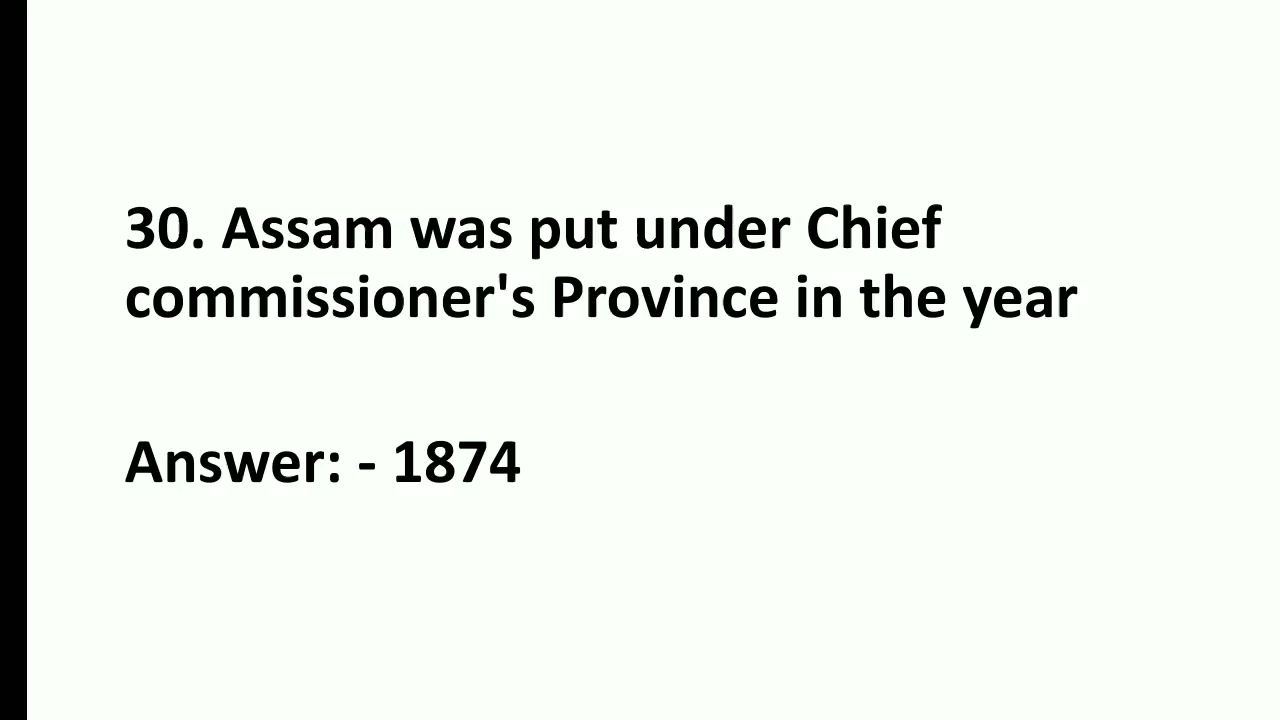 30. Assam was put under Chief
commissioner's Province in the year
Answer: - 1874